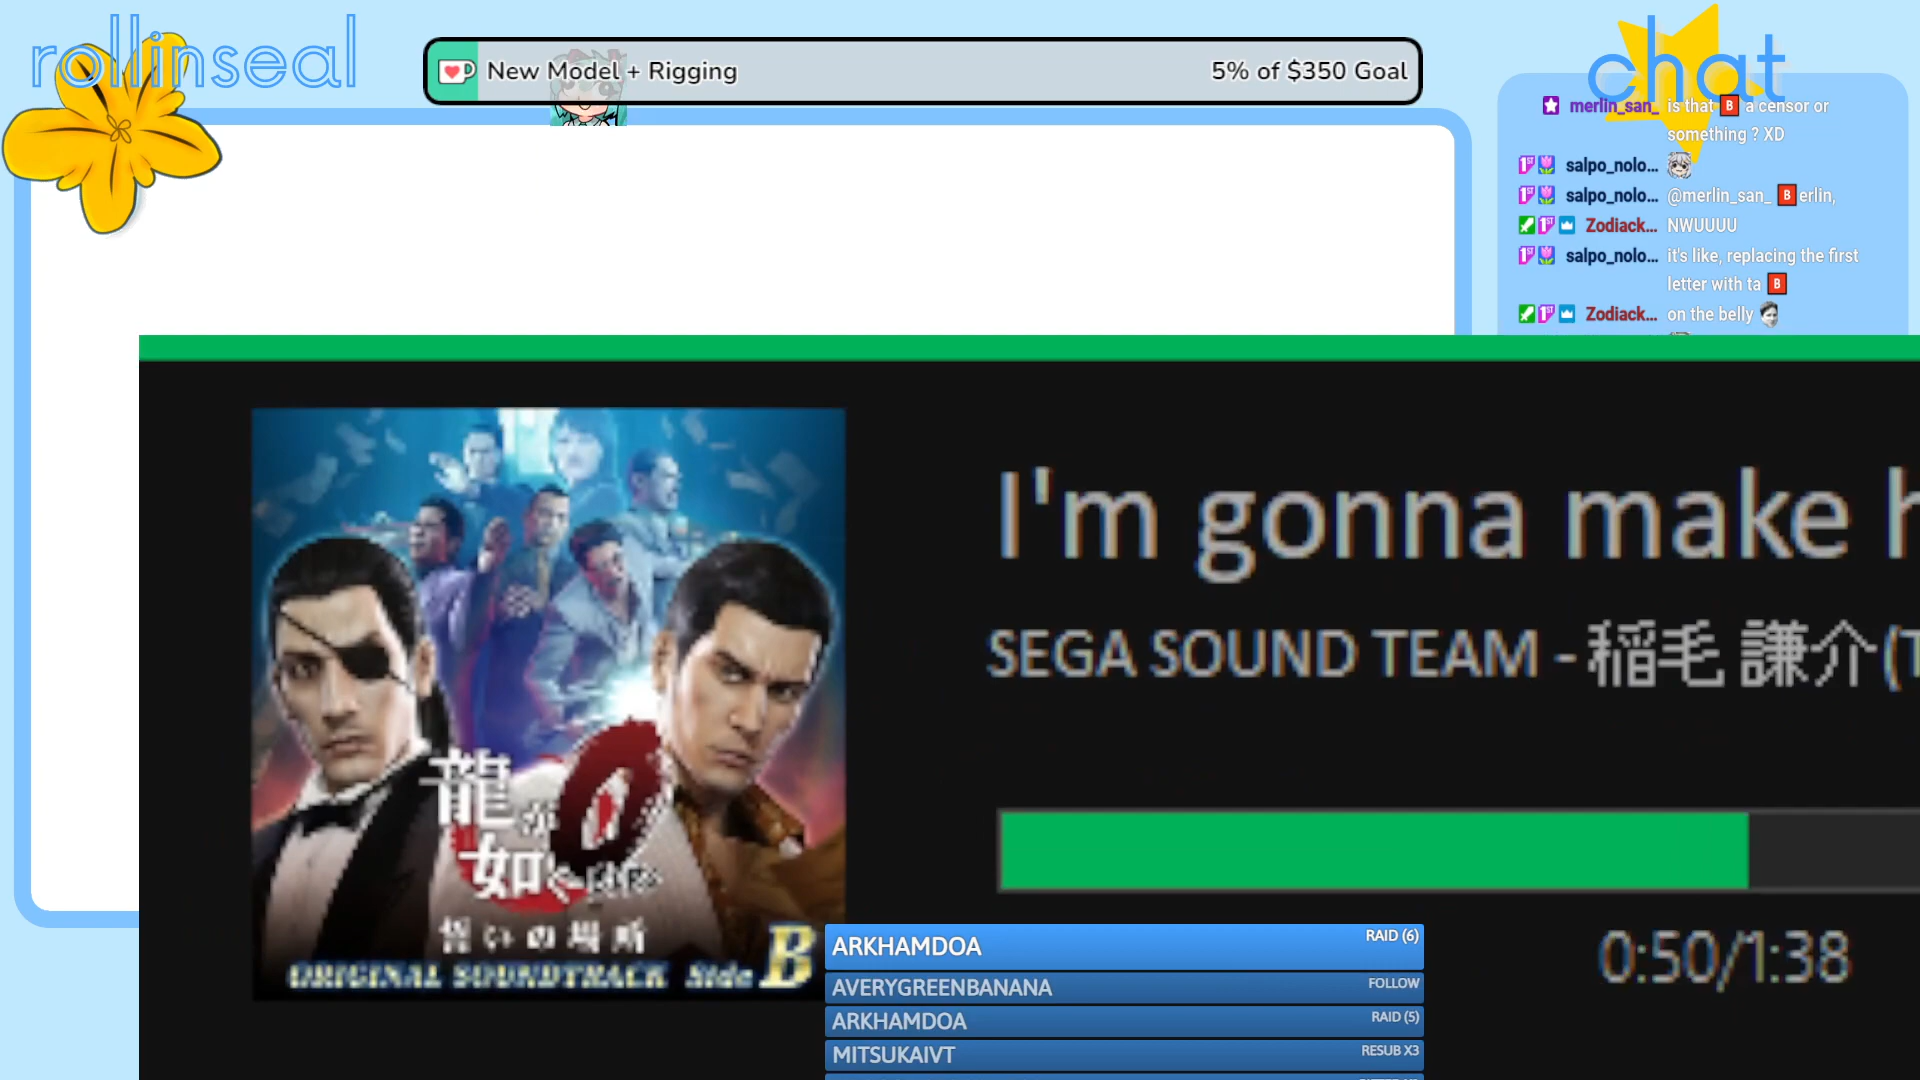 rollinseal
New Model + Rigging
5% of $350 Goal
chat
merlin_san_ is that B a censor or
something ? XD
salpo_nolo...
salpo_nolo... @merlin_san_ B erlin,
Zodiack... NWUUUU
salpo_nolo... it's like, replacing the first
letter with ta B
Zodiack... on the belly
I'm gonna make h
SEGA SOUND TEAM - 稲毛 謙介(T
0:50/1:38
龍が
如く
0
誓いの場所
ORIGINAL SOUNDTRACK Side B
ARKHAMDOA RAID (6)
AVERYGREENBANANA FOLLOW
ARKHAMDOA RAID (5)
MITSUKAIVT RESUB X3